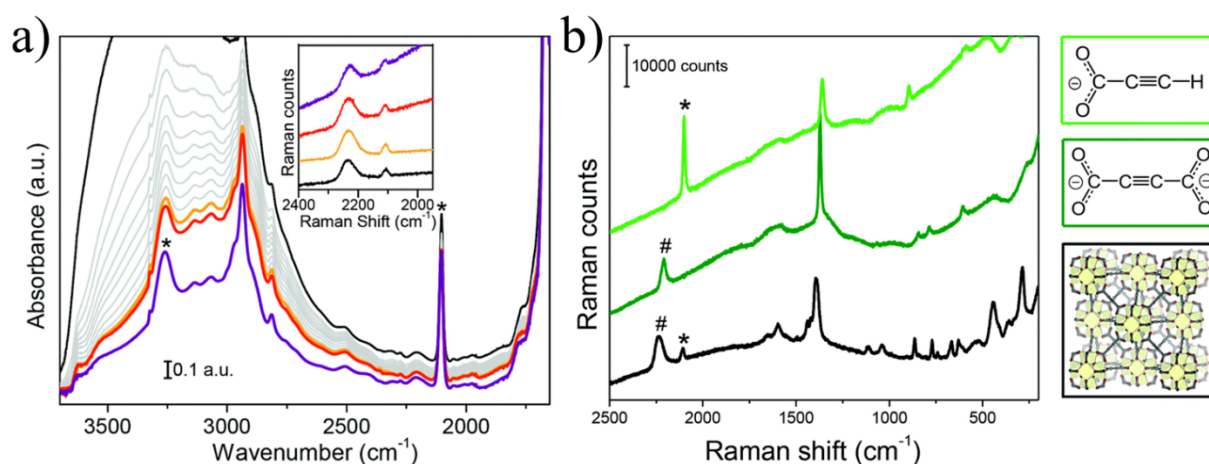 a)
Absorbance (a.u.)
*
*
0.1 a.u.
3500 3000 2500 2000
Wavenumber (cm-1)
Raman counts
2400 2200 2000
Raman Shift (cm-1)
b)
10000 counts
*
#
#
*
Raman counts
2500 2000 1500 1000 500
Raman shift (cm-1)
O
⊖ C—C≡C—H
O
O O
⊖ C—C≡C—C ⊖
O O